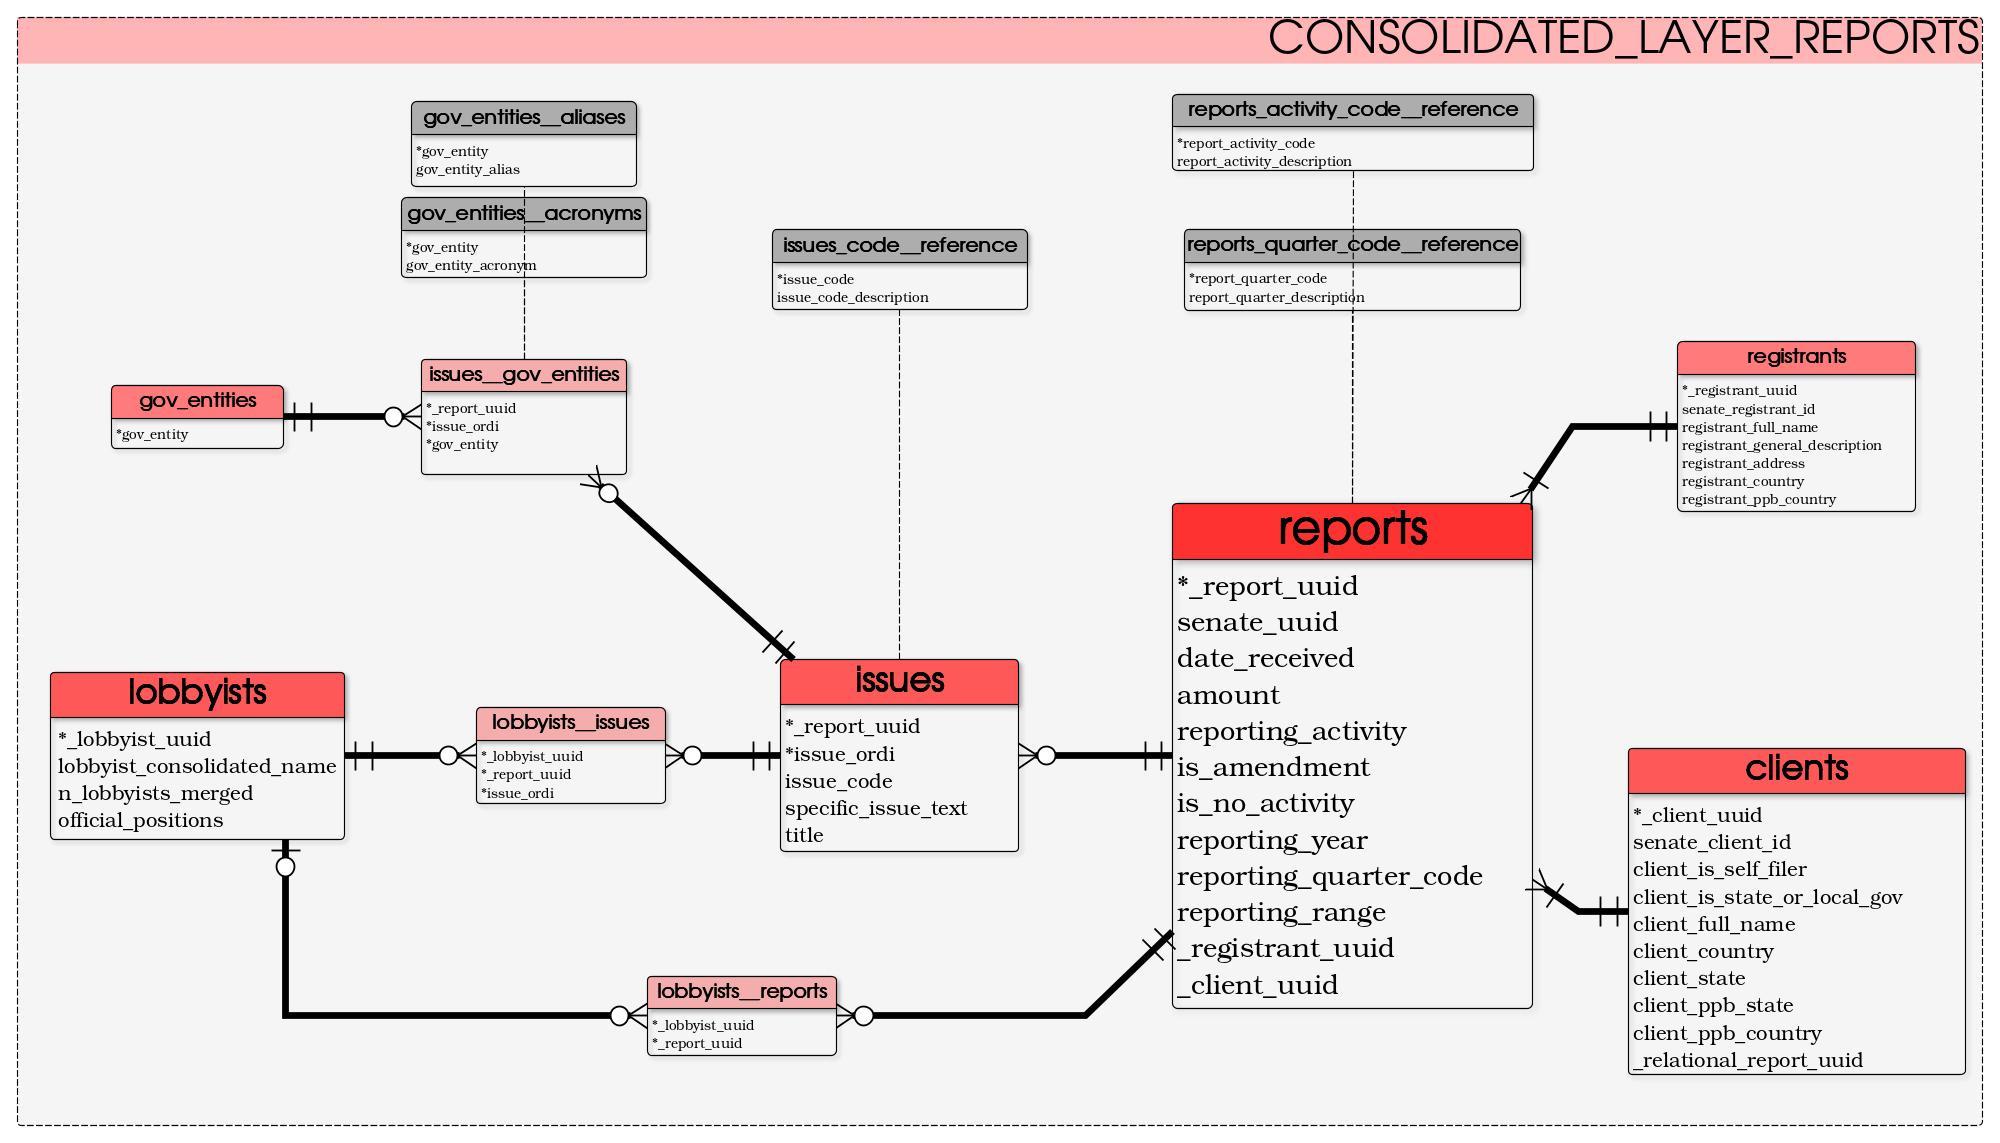 CONSOLIDATED_LAYER_REPORTS
gov_entities__aliases
*gov_entity
gov_entity_alias
gov_entities__acronyms
*gov_entity
gov_entity_acronym
issues_code__reference
*issue_code
issue_code_description
reports_activity_code__reference
*report_activity_code
report_activity_description
reports_quarter_code__reference
*report_quarter_code
report_quarter_description
gov_entities
*gov_entity
issues__gov_entities
*_report_uuid
*issue_ordi
*gov_entity
registrants
*_registrant_uuid
senate_registrant_id
registrant_full_name
registrant_general_description
registrant_address
registrant_country
registrant_ppb_country
reports
*_report_uuid
senate_uuid
date_received
amount
reporting_activity
is_amendment
is_no_activity
reporting_year
reporting_quarter_code
reporting_range
_registrant_uuid
_client_uuid
lobbyists
*_lobbyist_uuid
lobbyist_consolidated_name
n_lobbyists_merged
official_positions
lobbyists__issues
*_lobbyist_uuid
*_report_uuid
*issue_ordi
issues
*_report_uuid
*issue_ordi
issue_code
specific_issue_text
title
clients
*_client_uuid
senate_client_id
client_is_self_filer
client_is_state_or_local_gov
client_full_name
client_country
client_state
client_ppb_state
client_ppb_country
_relational_report_uuid
lobbyists__reports
*_lobbyist_uuid
*_report_uuid